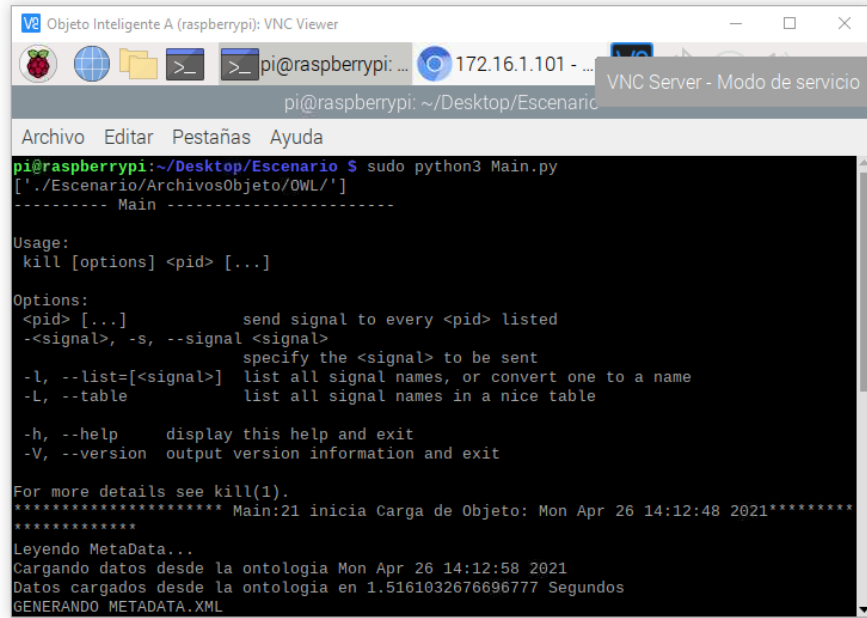 Objeto Inteligente A (raspberrypi): VNC Viewer
pi@raspberrypi: ... 172.16.1.101 - ...
VNC Server - Modo de servicio
pi@raspberrypi: ~/Desktop/Escenario
Archivo Editar Pestañas Ayuda
pi@raspberrypi:~/Desktop/Escenario $ sudo python3 Main.py
['./Escenario/ArchivosObjeto/OWL/']
---------- Main ------------------------
Usage:
kill [options] <pid> [...]
Options:
<pid> [...] send signal to every <pid> listed
-<signal>, -s, --signal <signal>
specify the <signal> to be sent
-l, --list=[<signal>] list all signal names, or convert one to a name
-L, --table list all signal names in a nice table
-h, --help display this help and exit
-V, --version output version information and exit
For more details see kill(1).
********************** Main:21 inicia Carga de Objeto: Mon Apr 26 14:12:48 2021*********
*************
Leyendo MetaData...
Cargando datos desde la ontologia Mon Apr 26 14:12:58 2021
Datos cargados desde la ontologia en 1.5161032676696777 Segundos
GENERANDO METADATA.XML